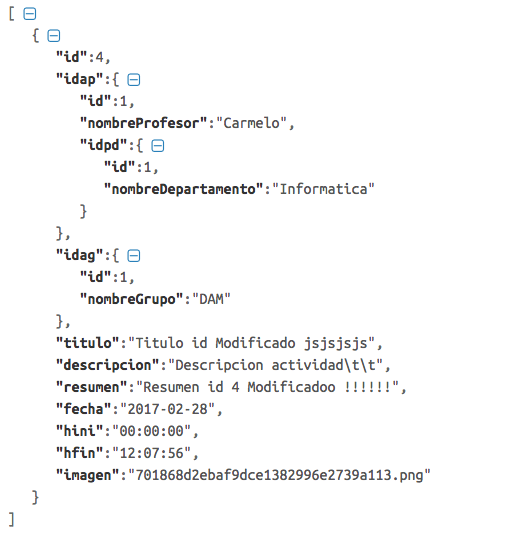 [
{
"id":4,
"idap":{
"id":1,
"nombreProfesor":"Carmelo",
"idpd":{
"id":1,
"nombreDepartamento":"Informatica"
}
},
"idag":{
"id":1,
"nombreGrupo":"DAM"
},
"titulo":"Titulo id Modificado jsjsjsjs",
"descripcion":"Descripcion actividad\t\t",
"resumen":"Resumen id 4 Modificadoo !!!!!!",
"fecha":"2017-02-28",
"hini":"00:00:00",
"hfin":"12:07:56",
"imagen":"701868d2ebaf9dce1382996e2739a113.png"
}
]